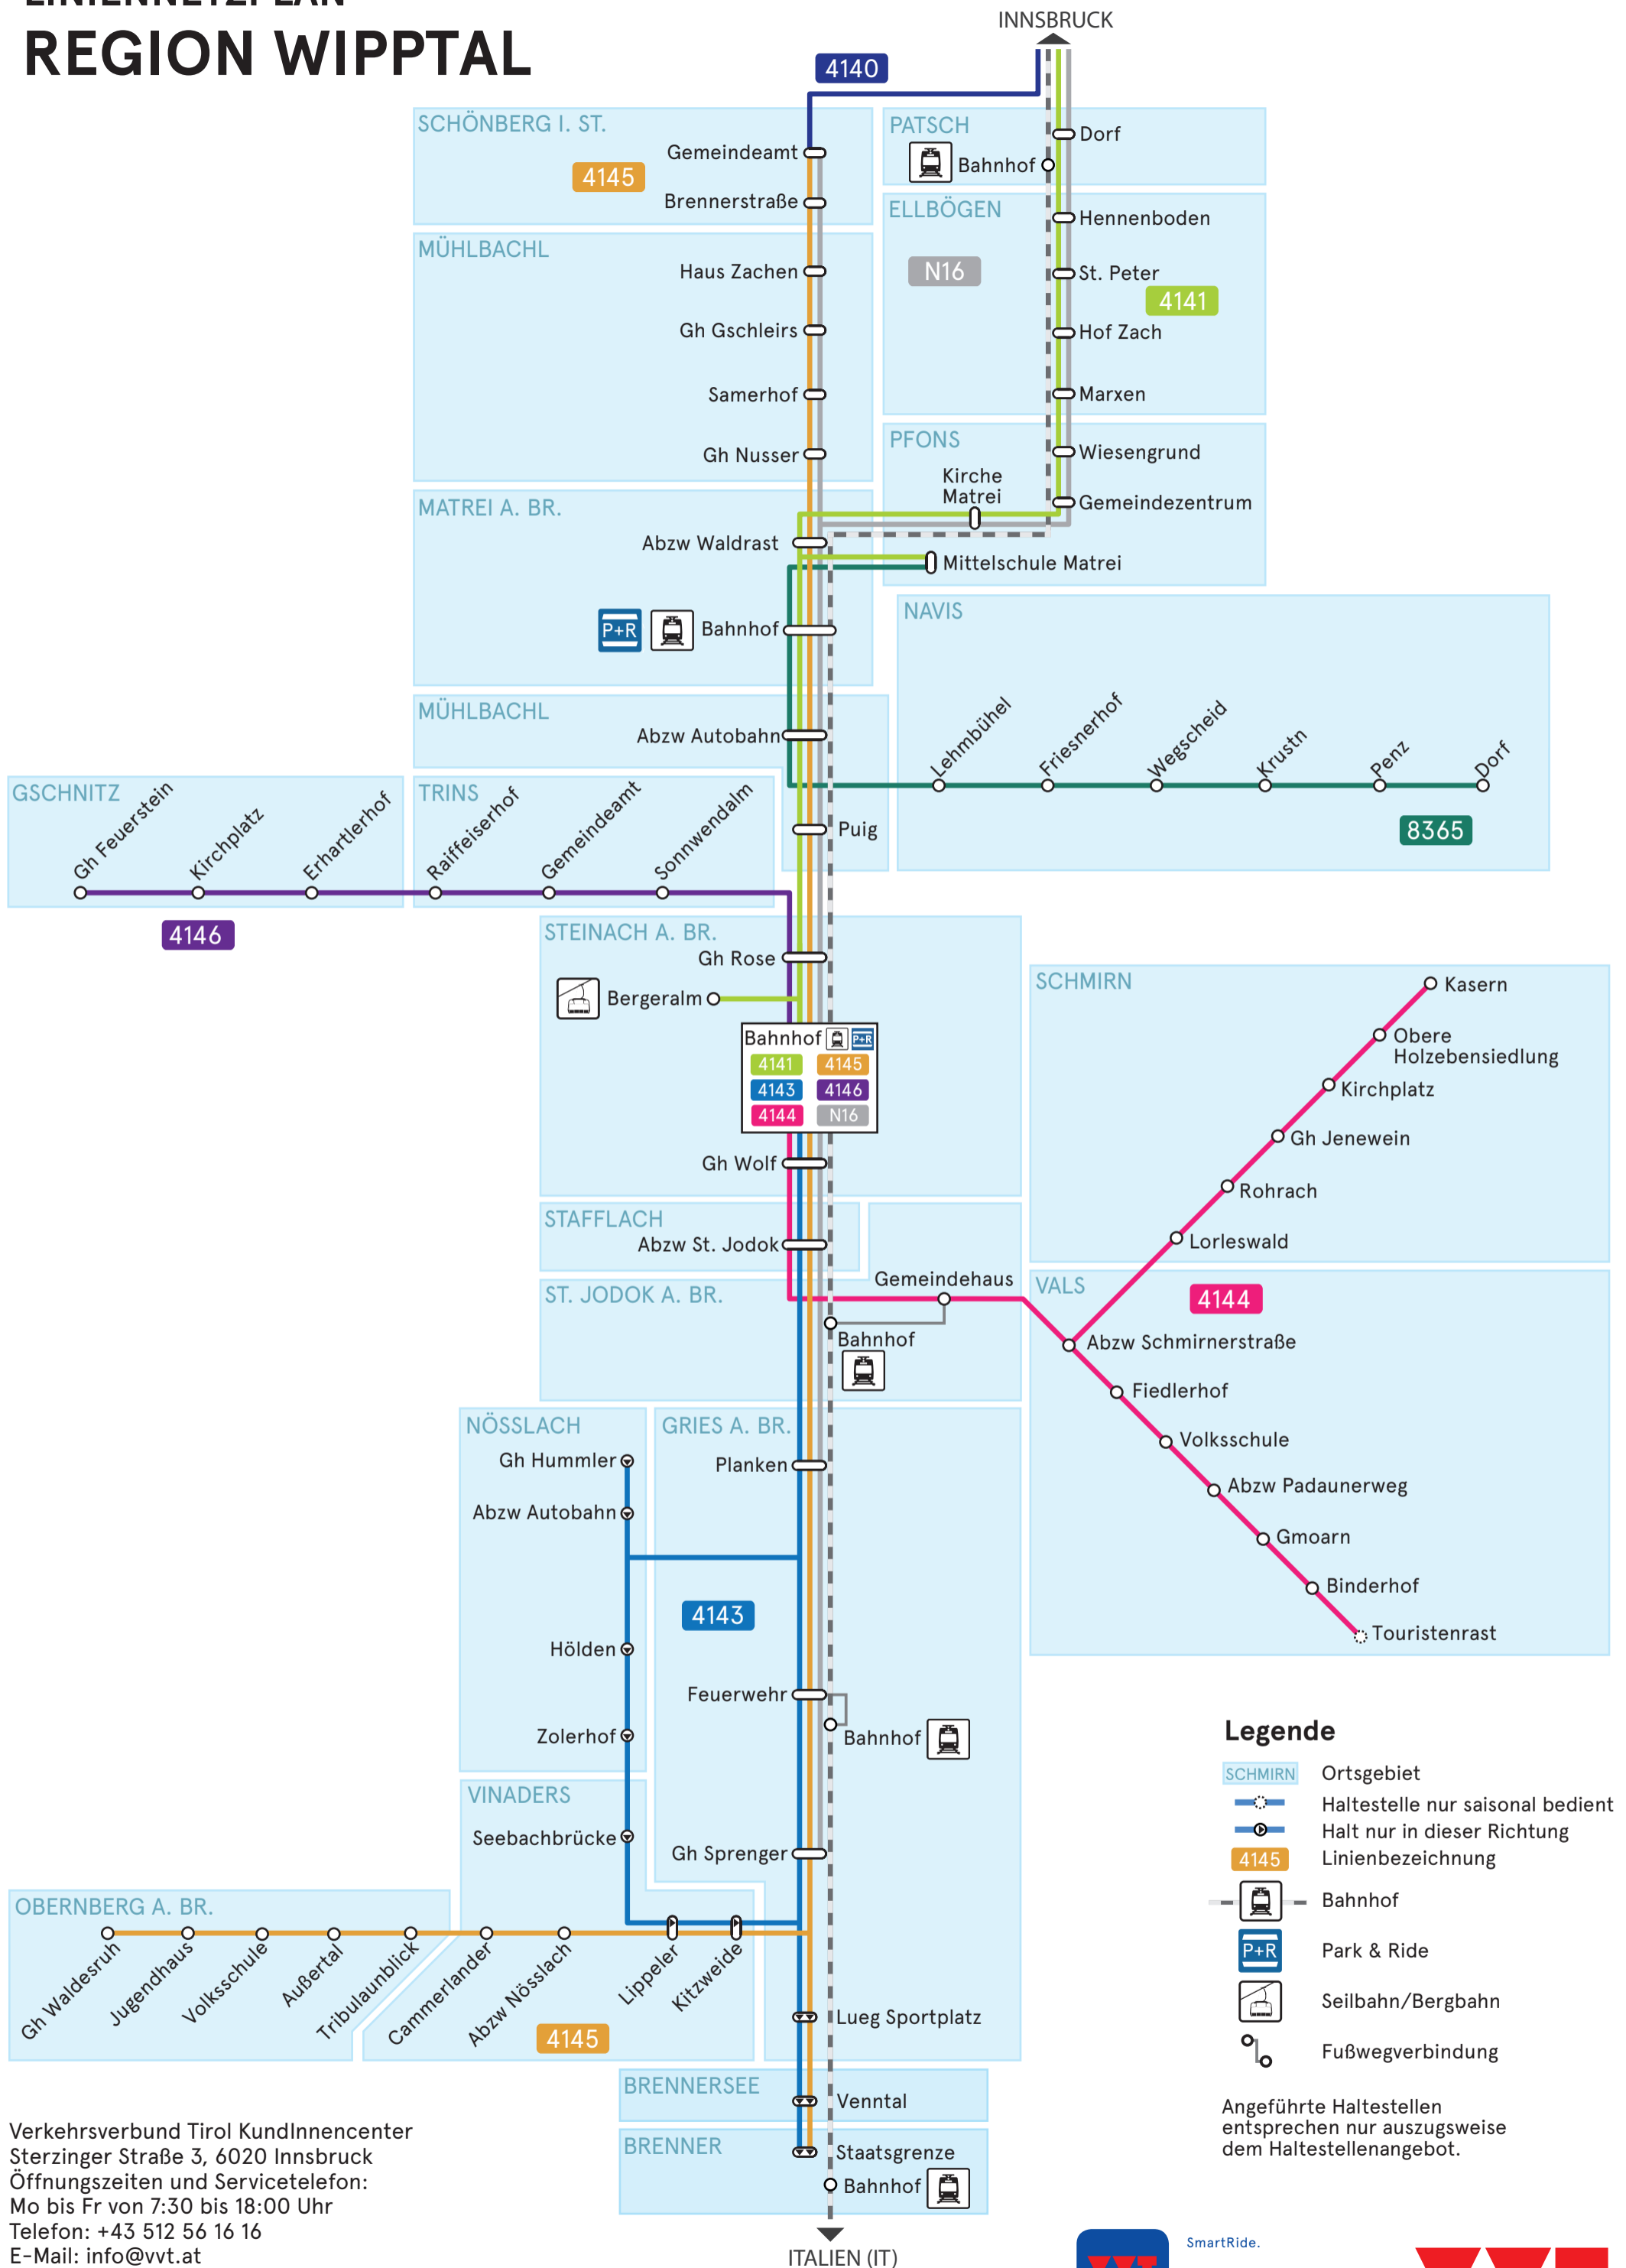 LINIENNETZPLAN
REGION WIPPTAL
INNSBRUCK
4140
SCHÖNBERG I. ST.
Gemeindeamt
4145
Brennerstraße
PATSCH
Dorf
Bahnhof
ELLBÖGEN
Hennenboden
N16
St. Peter
4141
Hof Zach
Marxen
MÜHLBACHL
Haus Zachen
Gh Gschleirs
Samerhof
Gh Nusser
PFONS
Wiesengrund
Kirche
Matrei
Gemeindezentrum
Mittelschule Matrei
MATREI A. BR.
Abzw Waldrast
P+R
Bahnhof
NAVIS
Lehmbühel
Friesnerhof
Wegscheid
Krustn
Penz
Dorf
8365
MÜHLBACHL
Abzw Autobahn
Puig
GSCHNITZ
Gh Feuerstein
Kirchplatz
Erhartlerhof
TRINS
Raiffeiserhof
Gemeindeamt
Sonnwendalm
4146
STEINACH A. BR.
Gh Rose
Bergeralm
Bahnhof P+R
4141 4145
4143 4146
4144 N16
Gh Wolf
SCHMIRN
Kasern
Obere
Holzebensiedlung
Kirchplatz
Gh Jenewein
Rohrach
Lorleswald
STAFFLACH
Abzw St. Jodok
ST. JODOK A. BR.
Gemeindehaus
Bahnhof
VALS
4144
Abzw Schmirnerstraße
Fiedlerhof
Volksschule
Abzw Padaunerweg
Gmoarn
Binderhof
Touristenrast
NÖSSLACH
Gh Hummler
Abzw Autobahn
Hölden
Zolerhof
GRIES A. BR.
Planken
4143
Feuerwehr
Bahnhof
Gh Sprenger
VINADERS
Seebachbrücke
OBERNBERG A. BR.
Gh Waldesruh
Jugendhaus
Volksschule
Außertal
Tribulaunblick
Cammerlander
Abzw Nösslach
Lippeler
Kitzweide
4145
Lueg Sportplatz
BRENNERSEE
Venntal
BRENNER
Staatsgrenze
Bahnhof
ITALIEN (IT)
Legende
SCHMIRN Ortsgebiet
Haltestelle nur saisonal bedient
Halt nur in dieser Richtung
4145 Linienbezeichnung
Bahnhof
P+R Park & Ride
Seilbahn/Bergbahn
Fußwegverbindung
Angeführte Haltestellen
entsprechen nur auszugsweise
dem Haltestellenangebot.
Verkehrsverbund Tirol KundInnencenter
Sterzinger Straße 3, 6020 Innsbruck
Öffnungszeiten und Servicetelefon:
Mo bis Fr von 7:30 bis 18:00 Uhr
Telefon: +43 512 56 16 16
E-Mail: info@vvt.at
SmartRide.